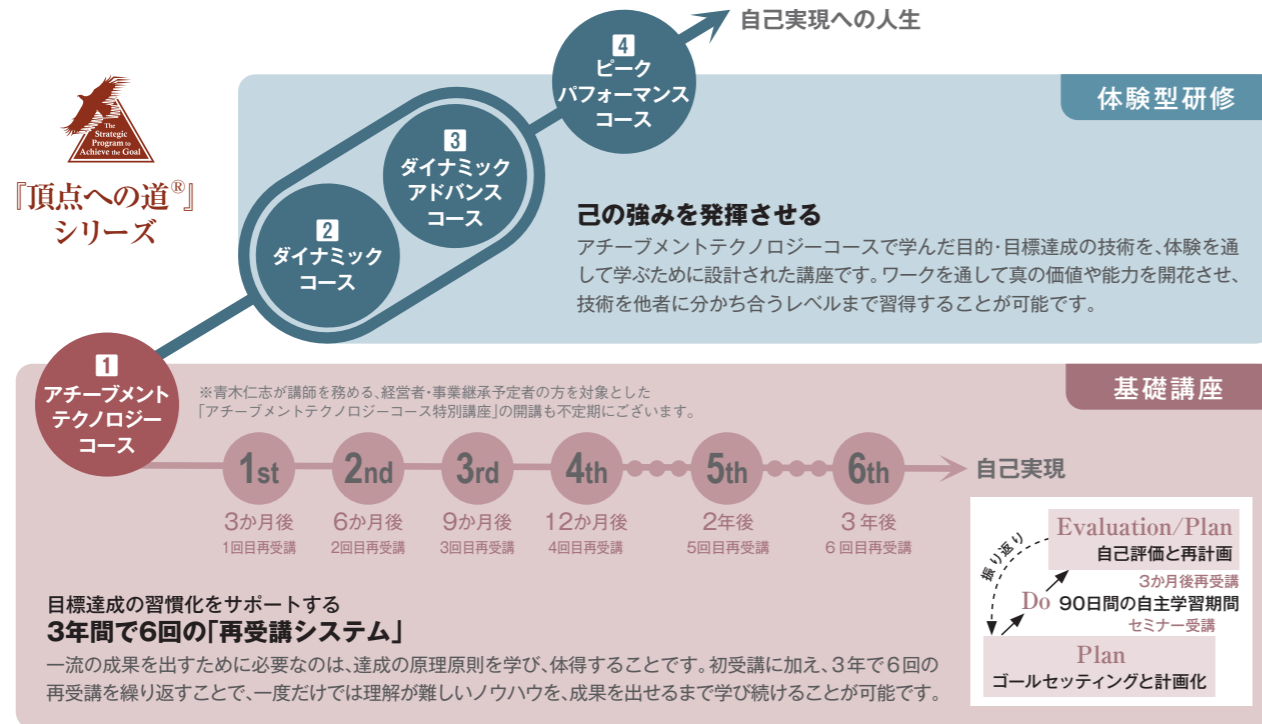 自己実現への人生
4
ピーク
パフォーマンス
コース
体験型研修
The
Strategic
Program to
Achieve the Goal
『頂点への道®』
シリーズ
3
ダイナミック
アドバンス
コース
2
ダイナミック
コース
己の強みを発揮させる
アチーブメントテクノロジーコースで学んだ目的・目標達成の技術を、体験を通
して学ぶために設計された講座です。ワークを通して真の価値や能力を開花させ、
技術を他者に分かち合うレベルまで習得することが可能です。
1
アチーブメント
テクノロジー
コース
基礎講座
※青木仁志が講師を務める、経営者・事業継承予定者の方を対象とした
「アチーブメントテクノロジーコース特別講座」の開講も不定期にございます。
1st 2nd 3rd 4th 5th 6th 自己実現
3か月後 6か月後 9か月後 12か月後 2年後 3年後
1回目再受講 2回目再受講 3回目再受講 4回目再受講 5回目再受講 6回目再受講
目標達成の習慣化をサポートする
3年間で6回の「再受講システム」
一流の成果を出すために必要なのは、達成の原理原則を学び、体得することです。初受講に加え、3年で6回の
再受講を繰り返すことで、一度だけでは理解が難しいノウハウを、成果を出せるまで学び続けることが可能です。
Evaluation/Plan
自己評価と再計画
振り返り
3か月後再受講
Do 90日間の自主学習期間
セミナー受講
Plan
ゴールセッティングと計画化